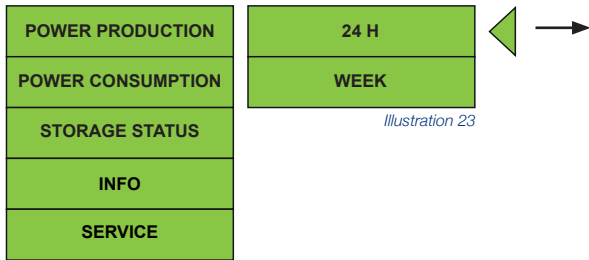 POWER PRODUCTION
24 H
POWER CONSUMPTION
WEEK
Illustration 23
STORAGE STATUS
INFO
SERVICE